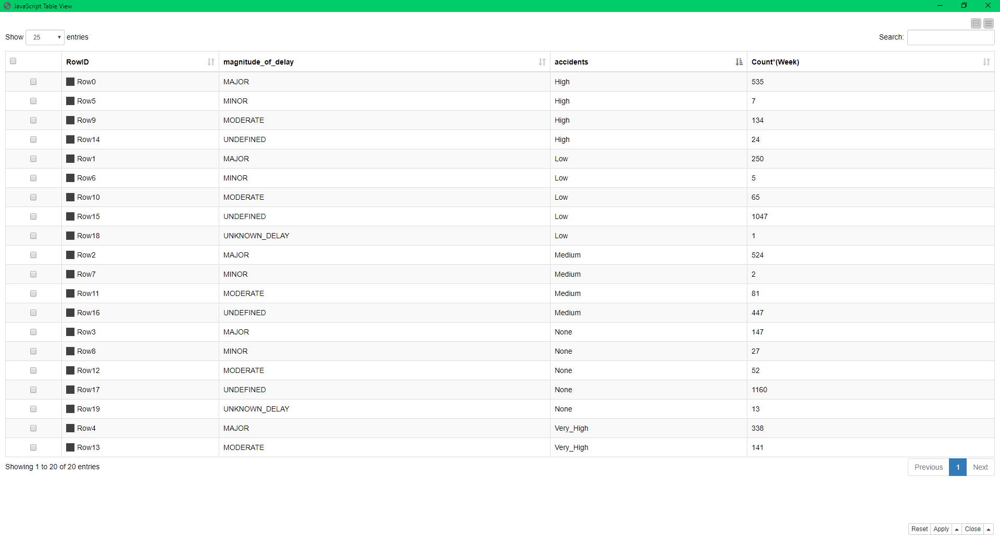 JavaScript Table View
Show 25 entries Search:
RowID magnitude_of_delay accidents Count*(Week)
Row0 MAJOR High 535
Row5 MINOR High 7
Row9 MODERATE High 134
Row14 UNDEFINED High 24
Row1 MAJOR Low 250
Row6 MINOR Low 5
Row10 MODERATE Low 65
Row15 UNDEFINED Low 1047
Row18 UNKNOWN_DELAY Low 1
Row2 MAJOR Medium 524
Row7 MINOR Medium 2
Row11 MODERATE Medium 81
Row16 UNDEFINED Medium 447
Row3 MAJOR None 147
Row8 MINOR None 27
Row12 MODERATE None 52
Row17 UNDEFINED None 1160
Row19 UNKNOWN_DELAY None 13
Row4 MAJOR Very_High 338
Row13 MODERATE Very_High 141
Showing 1 to 20 of 20 entries Previous 1 Next
Reset Apply Close